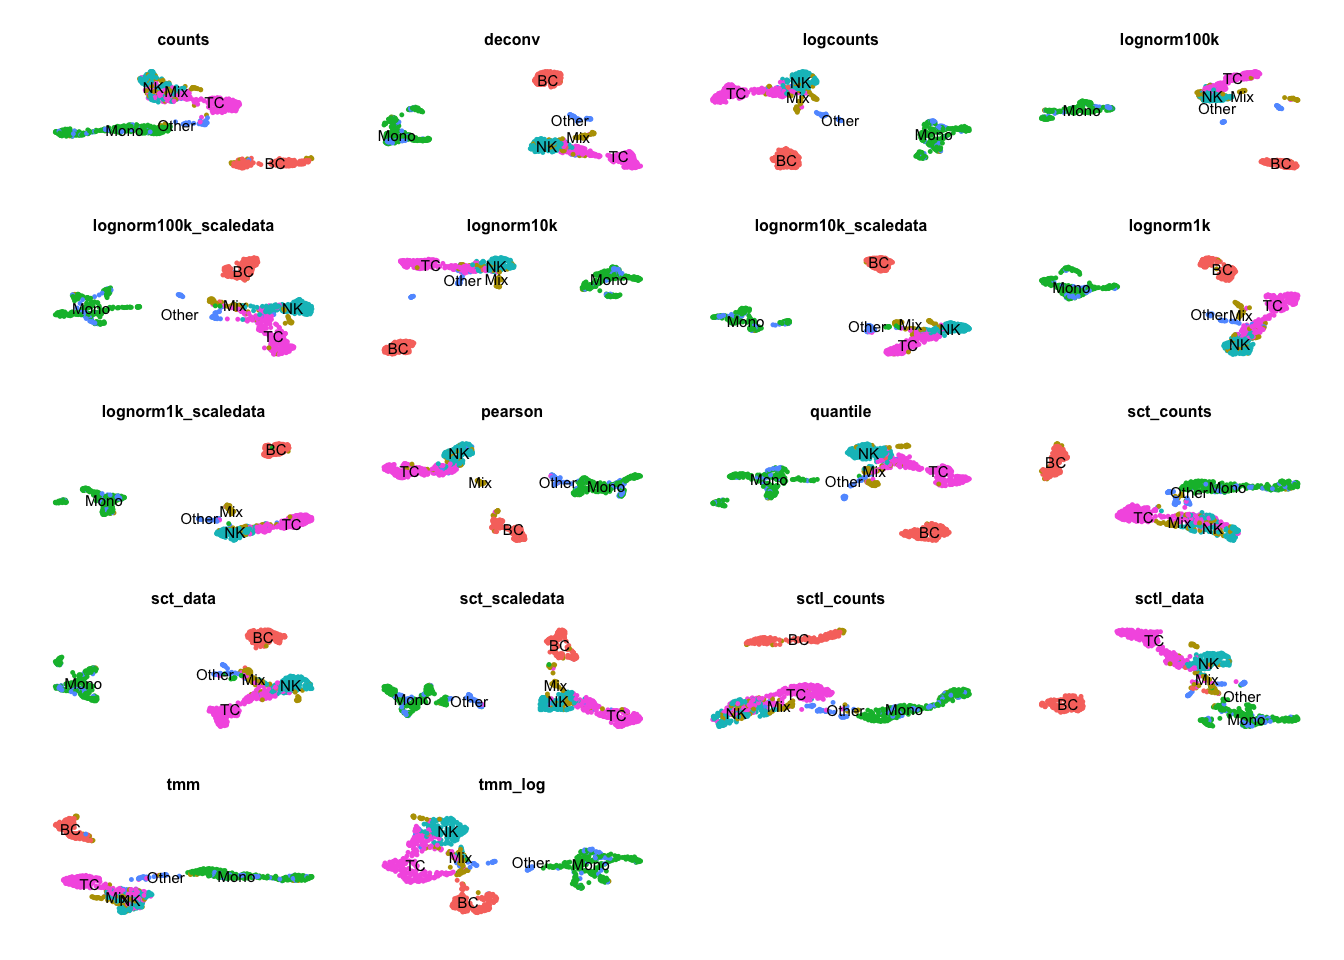 counts
NK
Mix
TC
Mono
Other
BC
deconv
BC
Mono
Other
Mix
NK
TC
logcounts
NK
TC
Mix
Other
Mono
BC
lognorm100k
TC
NK
Mix
Mono
Other
BC
lognorm100k_scaledata
BC
Mono
Mix
NK
Other
TC
lognorm10k
TC
NK
Other
Mix
Mono
BC
lognorm10k_scaledata
BC
Mono
Other
Mix
NK
TC
lognorm1k
BC
Mono
TC
Other
Mix
NK
lognorm1k_scaledata
BC
Mono
Mix
Other
TC
NK
pearson
NK
TC
Mix
Other
Mono
BC
quantile
NK
Mix
TC
Mono
Other
BC
sct_counts
BC
Mono
Other
TC
Mix
NK
sct_data
BC
Other
Mix
NK
Mono
TC
sct_scaledata
BC
Mix
Mono
Other
NK
TC
sctl_counts
BC
TC
Mix
NK
Other
Mono
sctl_data
TC
NK
Mix
Other
BC
Mono
tmm
BC
TC
Other
Mono
Mix
NK
tmm_log
NK
TC
Mix
Other
Mono
BC